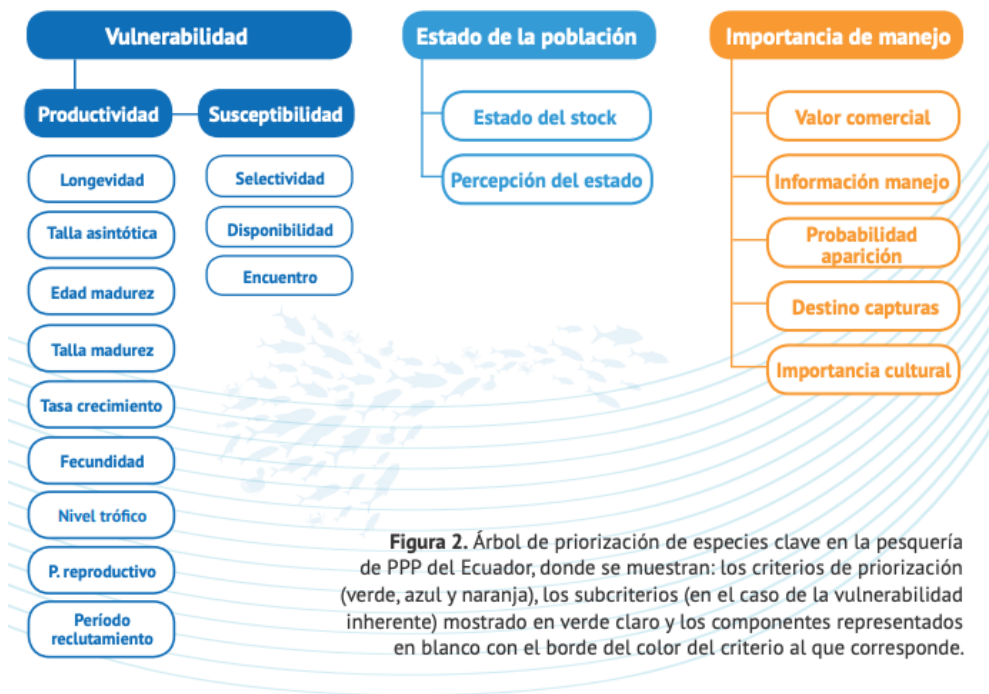 Vulnerabilidad
Productividad
Susceptibilidad
Longevidad
Talla asintótica
Edad madurez
Talla madurez
Tasa crecimiento
Fecundidad
Nivel trófico
P. reproductivo
Período
reclutamiento
Selectividad
Disponibilidad
Encuentro
Estado de la población
Estado del stock
Percepción del estado
Importancia de manejo
Valor comercial
Información manejo
Probabilidad
aparición
Destino capturas
Importancia cultural
Figura 2. Árbol de priorización de especies clave en la pesquería
de PPP del Ecuador, donde se muestran: los criterios de priorización
(verde, azul y naranja), los subcriterios (en el caso de la vulnerabilidad
inherente) mostrado en verde claro y los componentes representados
en blanco con el borde del color del criterio al que corresponde.